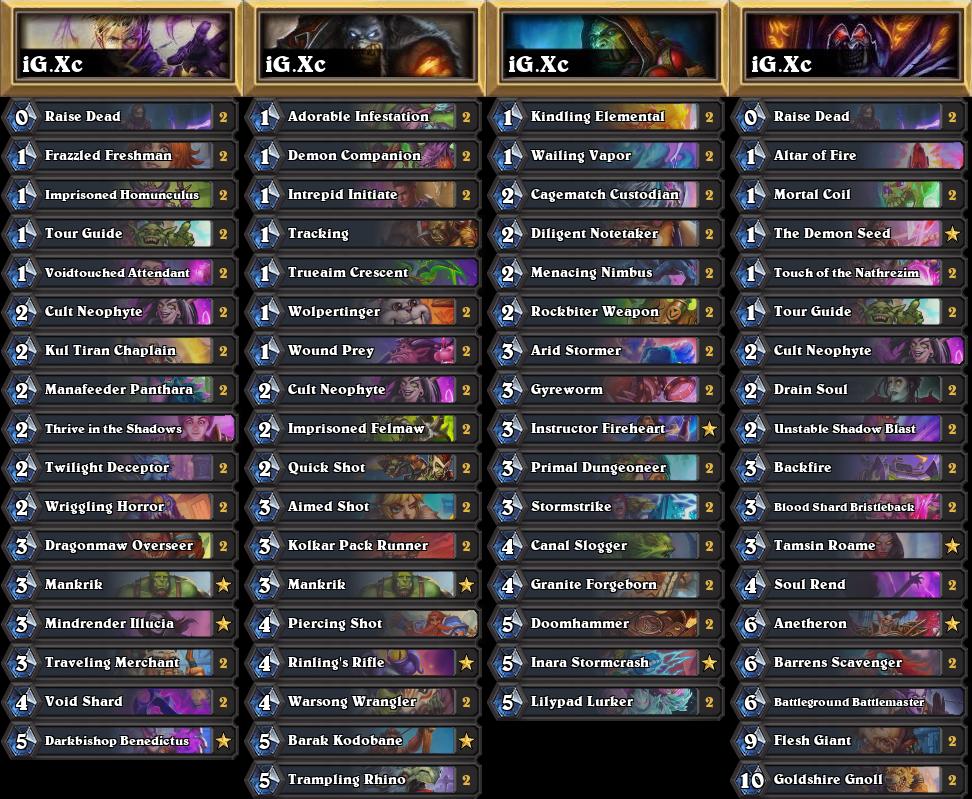 iG.Xc
0 Raise Dead 2
1 Frazzled Freshman 2
1 Imprisoned Homunculus 2
1 Tour Guide 2
1 Voidtouched Attendant 2
2 Cult Neophyte 2
2 Kul Tiran Chaplain 2
2 Manafeeder Panthara 2
2 Thrive in the Shadows
2 Twilight Deceptor 2
2 Wriggling Horror 2
3 Dragonmaw Overseer 2
3 Mankrik
3 Mindrender Illucia
3 Traveling Merchant 2
4 Void Shard 2
5 Darkbishop Benedictus
iG.Xc
1 Adorable Infestation 2
1 Demon Companion 2
1 Intrepid Initiate 2
1 Tracking
1 Trueaim Crescent
1 Wolpertinger 2
1 Wound Prey 2
2 Cult Neophyte 2
2 Imprisoned Felmaw 2
2 Quick Shot 2
3 Aimed Shot 2
3 Kolkar Pack Runner 2
3 Mankrik
4 Piercing Shot
4 Rinling's Rifle
4 Warsong Wrangler 2
5 Barak Kodobane
5 Trampling Rhino 2
iG.Xc
1 Kindling Elemental 2
1 Wailing Vapor 2
2 Cagematch Custodian 2
2 Diligent Notetaker 2
2 Menacing Nimbus 2
2 Rockbiter Weapon 2
3 Arid Stormer 2
3 Gyreworm 2
3 Instructor Fireheart
3 Primal Dungeoneer 2
3 Stormstrike 2
4 Canal Slogger 2
4 Granite Forgeborn 2
5 Doomhammer 2
5 Inara Stormcrash
5 Lilypad Lurker 2
iG.Xc
0 Raise Dead 2
1 Altar of Fire
1 Mortal Coil 2
1 The Demon Seed
1 Touch of the Nathrezim 2
1 Tour Guide 2
2 Cult Neophyte
2 Drain Soul 2
2 Unstable Shadow Blast 2
3 Backfire 2
3 Blood Shard Bristleback 2
3 Tamsin Roame
4 Soul Rend 2
6 Anetheron
6 Barrens Scavenger 2
6 Battleground Battlemaster
9 Flesh Giant 2
10 Goldshire Gnoll 2